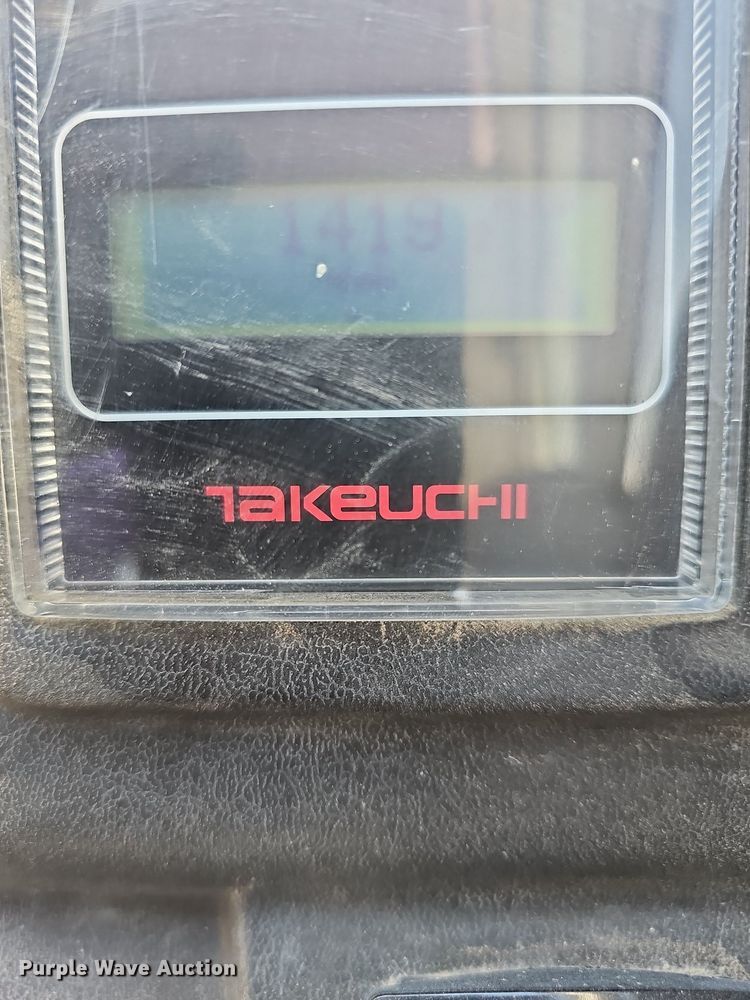 1419
TAKEUCHI
Purple Wave Auction